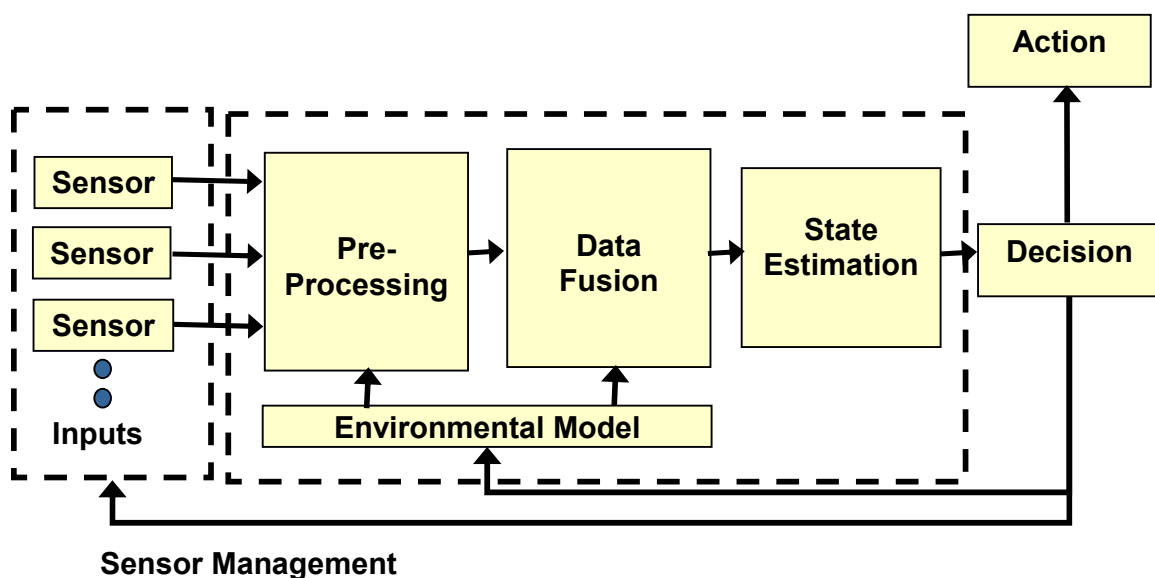 Action
Sensor
Sensor
Sensor
Inputs
Pre-
Processing
Data
Fusion
State
Estimation
Decision
Environmental Model
Sensor Management